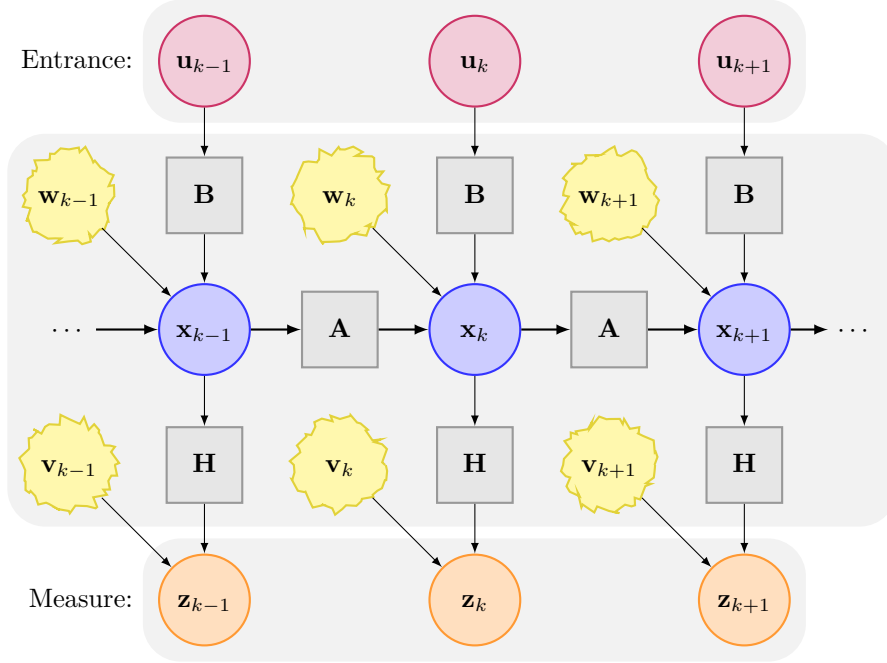 Entrance: u_{k−1} u_k u_{k+1}
w_{k−1} B w_k B w_{k+1} B
··· x_{k−1} A x_k A x_{k+1} ···
v_{k−1} H v_k H v_{k+1} H
Measure: z_{k−1} z_k z_{k+1}